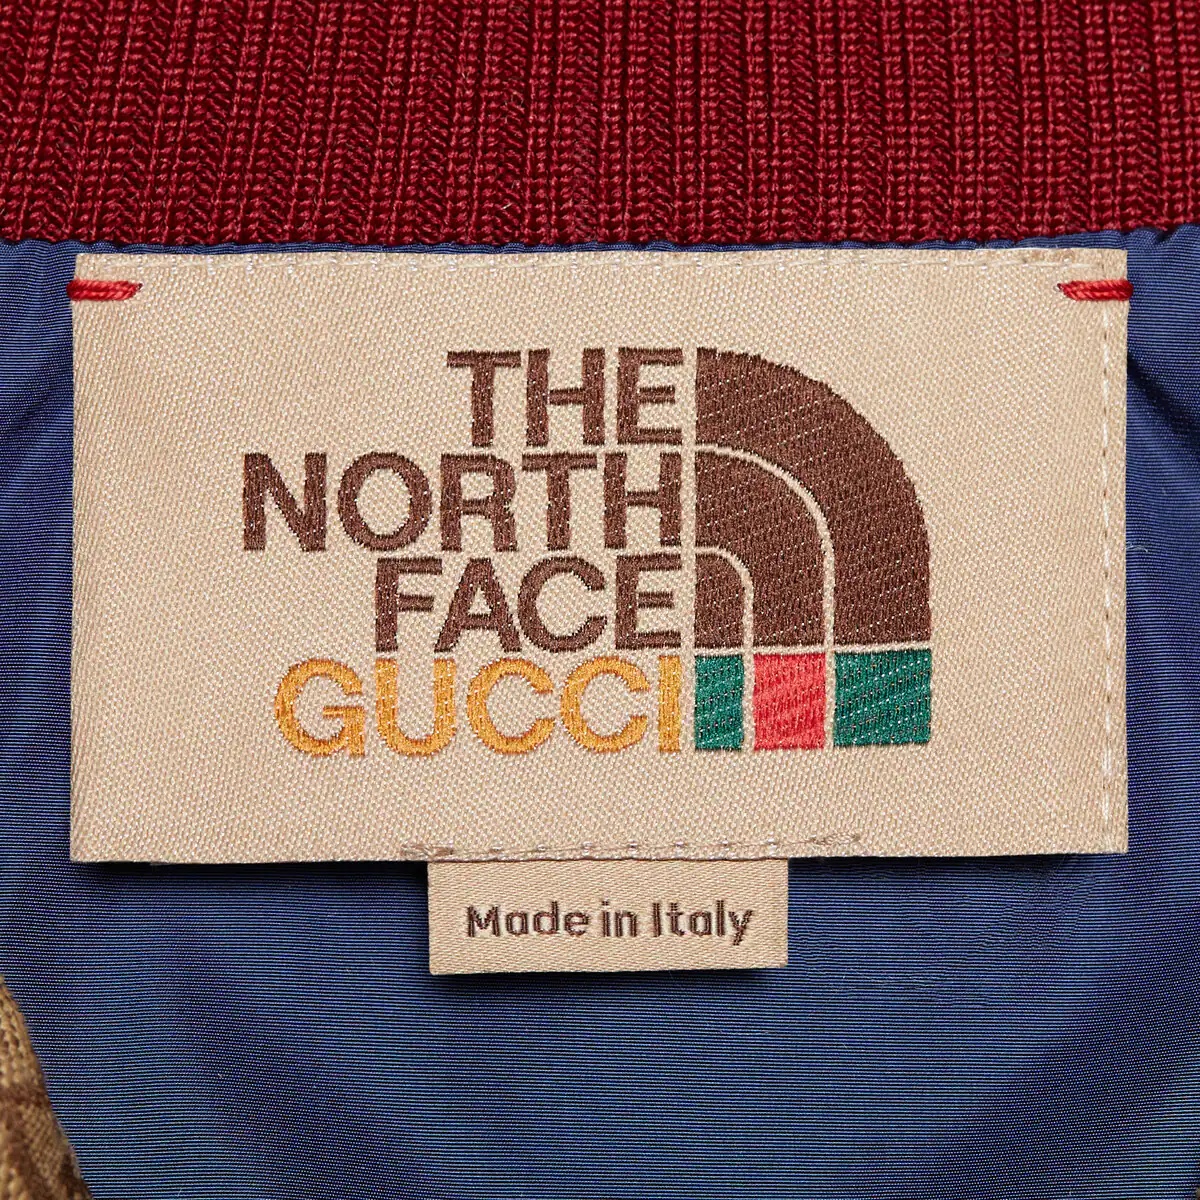 THE
NORTH
FACE
GUCCI
Made in Italy